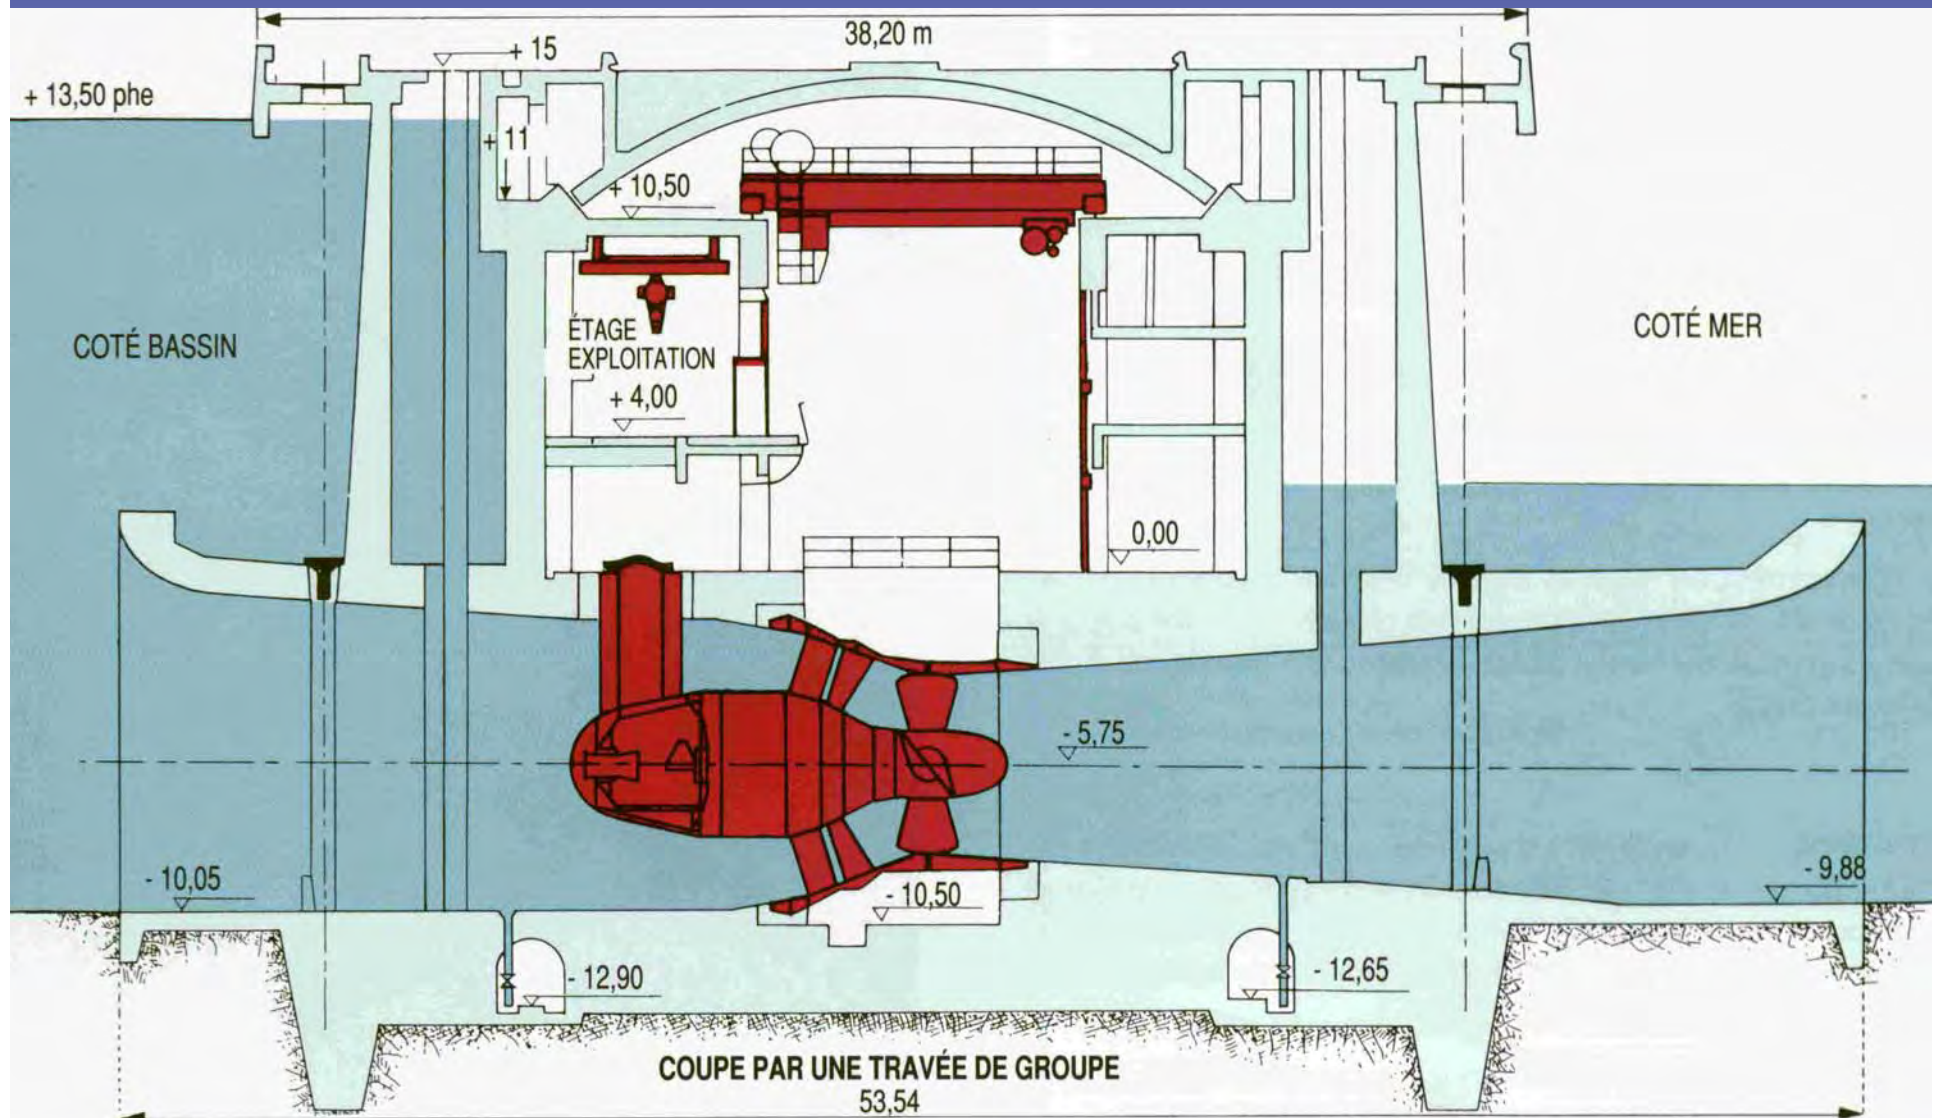 38,20 m
+ 15
+ 13,50 phe
+ 11
+ 10,50
COTÉ BASSIN
ÉTAGE
EXPLOITATION
COTÉ MER
+ 4,00
0,00
- 5,75
- 10,05
- 10,50
- 9,88
- 12,90
- 12,65
COUPE PAR UNE TRAVÉE DE GROUPE
53,54